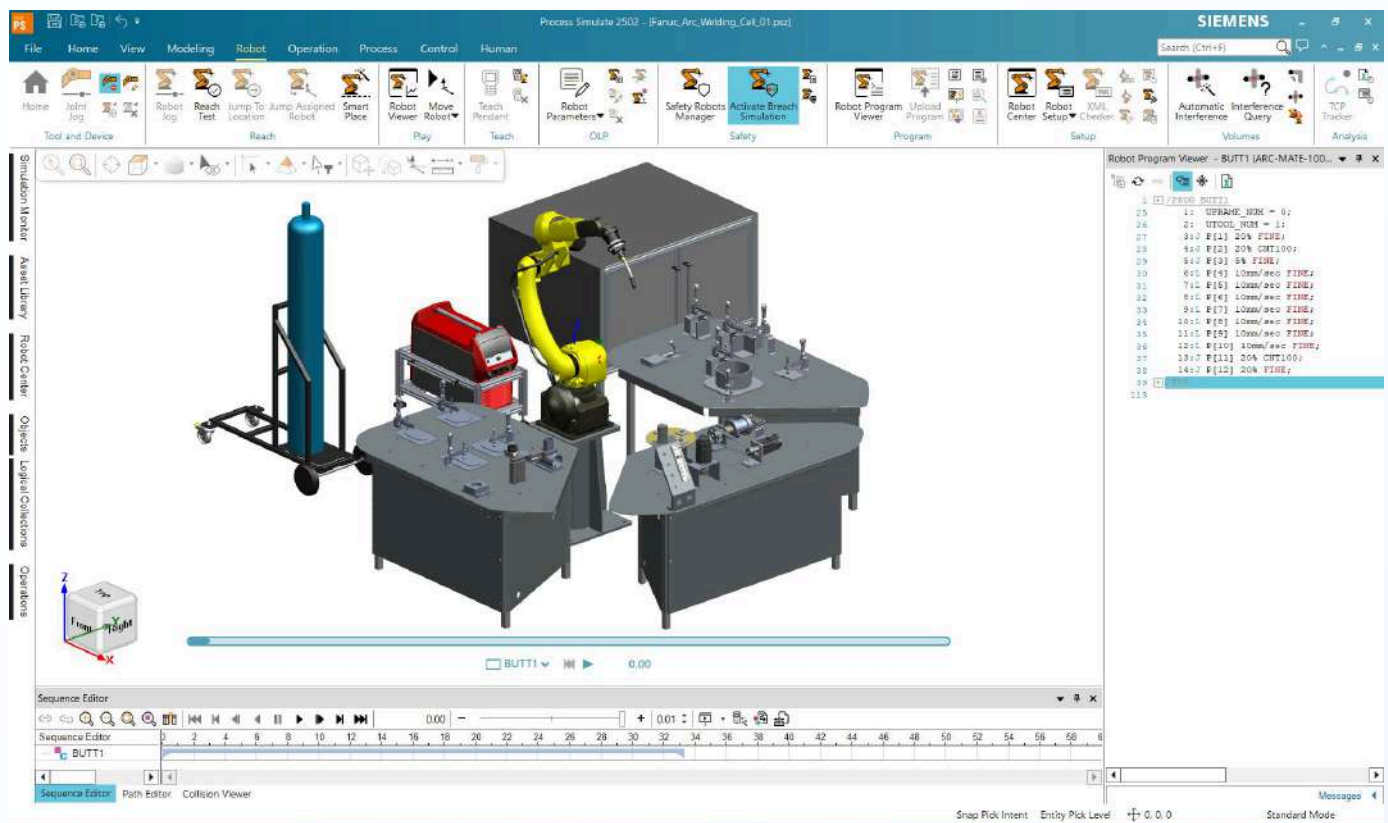 PS
Process Simulate 2502 - [Fanuc_Arc_Welding_Cell_01.psz]
SIEMENS
File Home View Modeling Robot Operation Process Control Human
Search (Ctrl+F)
Home Joint Jog Robot Jog Reach Test Jump To Location Jump Assigned Robot Smart Place Robot Viewer Move Robot Teach Pendant Robot Parameters Safety Robots Manager Activate Breach Simulation Robot Program Viewer Upload Program Robot Center Robot Setup XML Checker Automatic Interference Interference Query TCP Tracker
Tool and Device Reach Play Teach OLP Safety Program Setup Volumes Analysis
Simulation Monitor
Asset Library
Robot Center
Objects
Logical Collections
Operations
Robot Program Viewer - BUTT1 (ARC-MATE-100...
1 /PROG BUTT1
25 1: UFRAME_NUM = 0;
26 2: UTOOL_NUM = 1;
27 3:J P[1] 20% FINE;
28 4:J P[2] 20% CNT100;
29 5:J P[3] 5% FINE;
30 6:L P[4] 10mm/sec FINE;
31 7:L P[5] 10mm/sec FINE;
32 8:L P[6] 10mm/sec FINE;
33 9:L P[7] 10mm/sec FINE;
34 10:L P[8] 10mm/sec FINE;
35 11:L P[9] 10mm/sec FINE;
36 12:L P[10] 10mm/sec FINE;
37 13:J P[11] 20% CNT100;
38 14:J P[12] 20% FINE;
39
113
Z
Top
Front Right
Y
X
BUTT1 0.00
Sequence Editor
0.00 0.01
Sequence Editor 0 2 4 6 8 10 12 14 16 18 20 22 24 26 28 30 32 34 36 38 40 42 44 46 48 50 52 54 56 58 6
BUTT1
Sequence Editor Path Editor Collision Viewer
Messages
Snap Pick Intent Entity Pick Level 0, 0, 0 Standard Mode